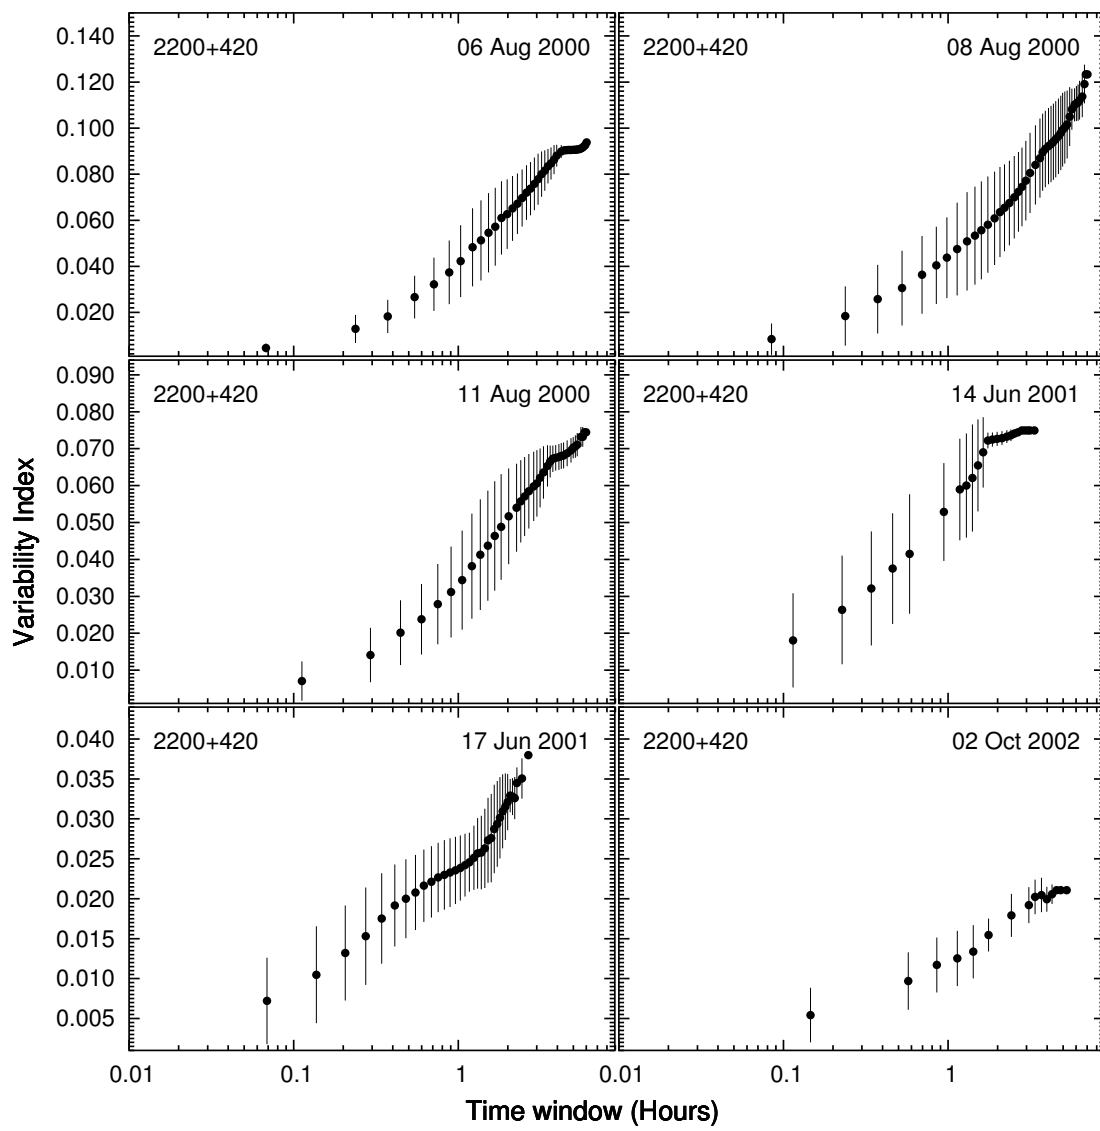 0.140
0.120
0.100
0.080
0.060
0.040
0.020
2200+420 06 Aug 2000
2200+420 08 Aug 2000
0.090
0.080
0.070
0.060
0.050
0.040
0.030
0.020
0.010
2200+420 11 Aug 2000
2200+420 14 Jun 2001
Variability Index
0.040
0.035
0.030
0.025
0.020
0.015
0.010
0.005
2200+420 17 Jun 2001
2200+420 02 Oct 2002
0.01 0.1 1 0.01 0.1 1
Time window (Hours)